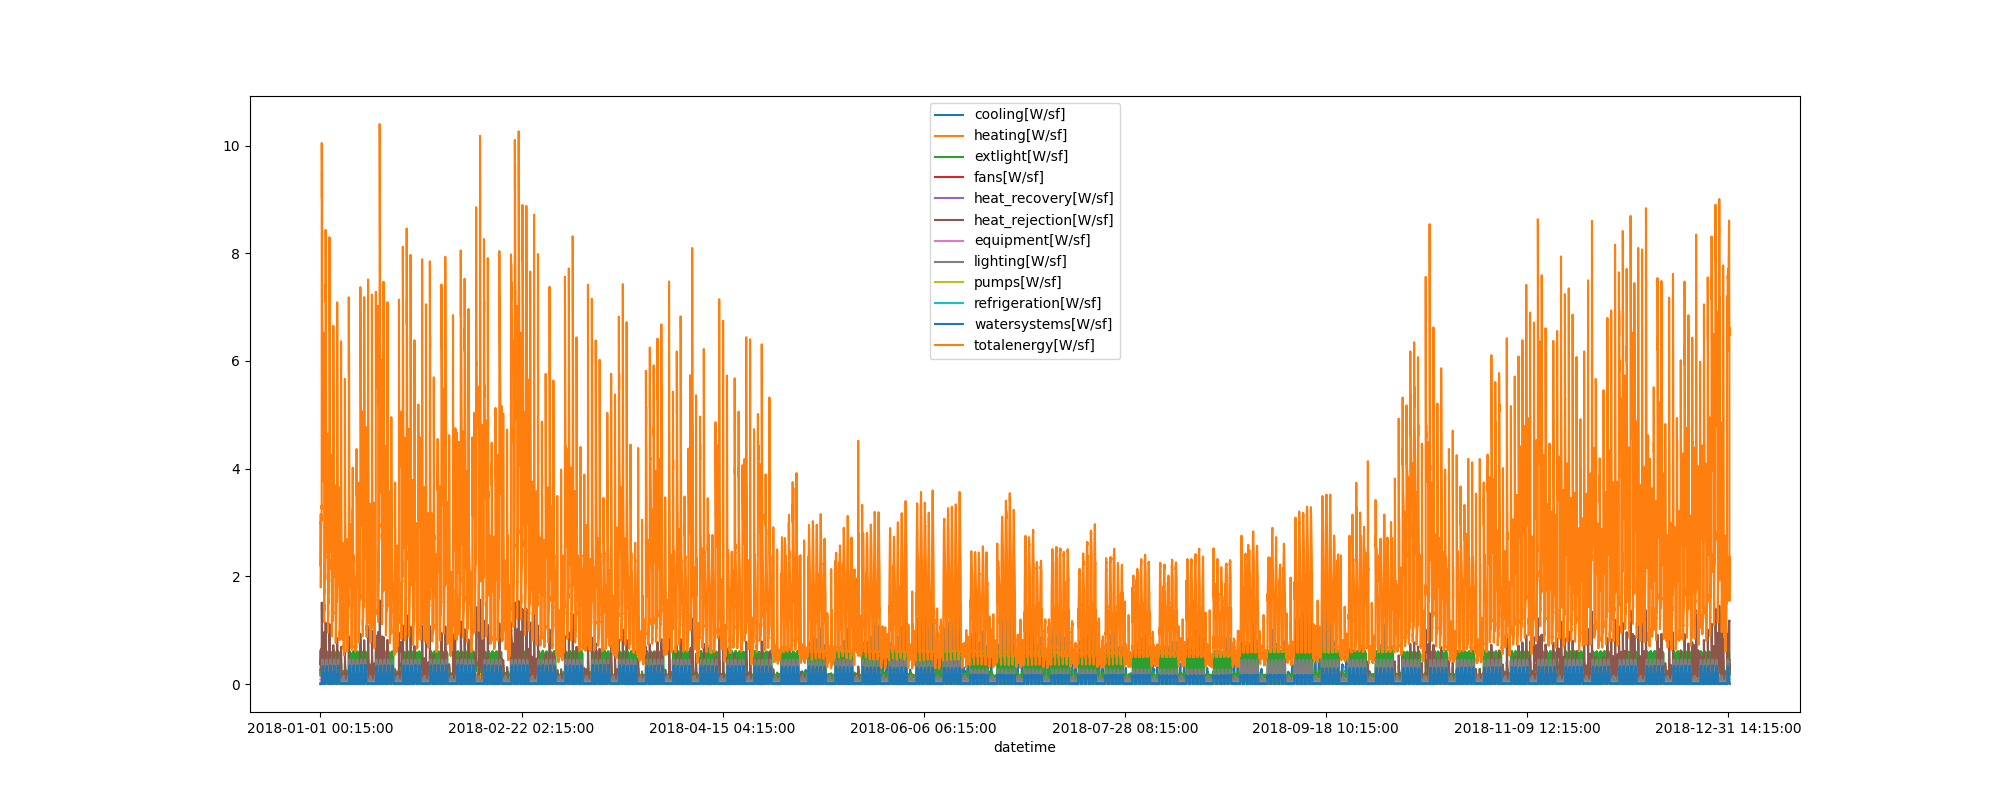 10
8
6
4
2
0
cooling[W/sf]
heating[W/sf]
extlight[W/sf]
fans[W/sf]
heat_recovery[W/sf]
heat_rejection[W/sf]
equipment[W/sf]
lighting[W/sf]
pumps[W/sf]
refrigeration[W/sf]
watersystems[W/sf]
totalenergy[W/sf]
2018-01-01 00:15:00 2018-02-22 02:15:00 2018-04-15 04:15:00 2018-06-06 06:15:00 2018-07-28 08:15:00 2018-09-18 10:15:00 2018-11-09 12:15:00 2018-12-31 14:15:00
datetime